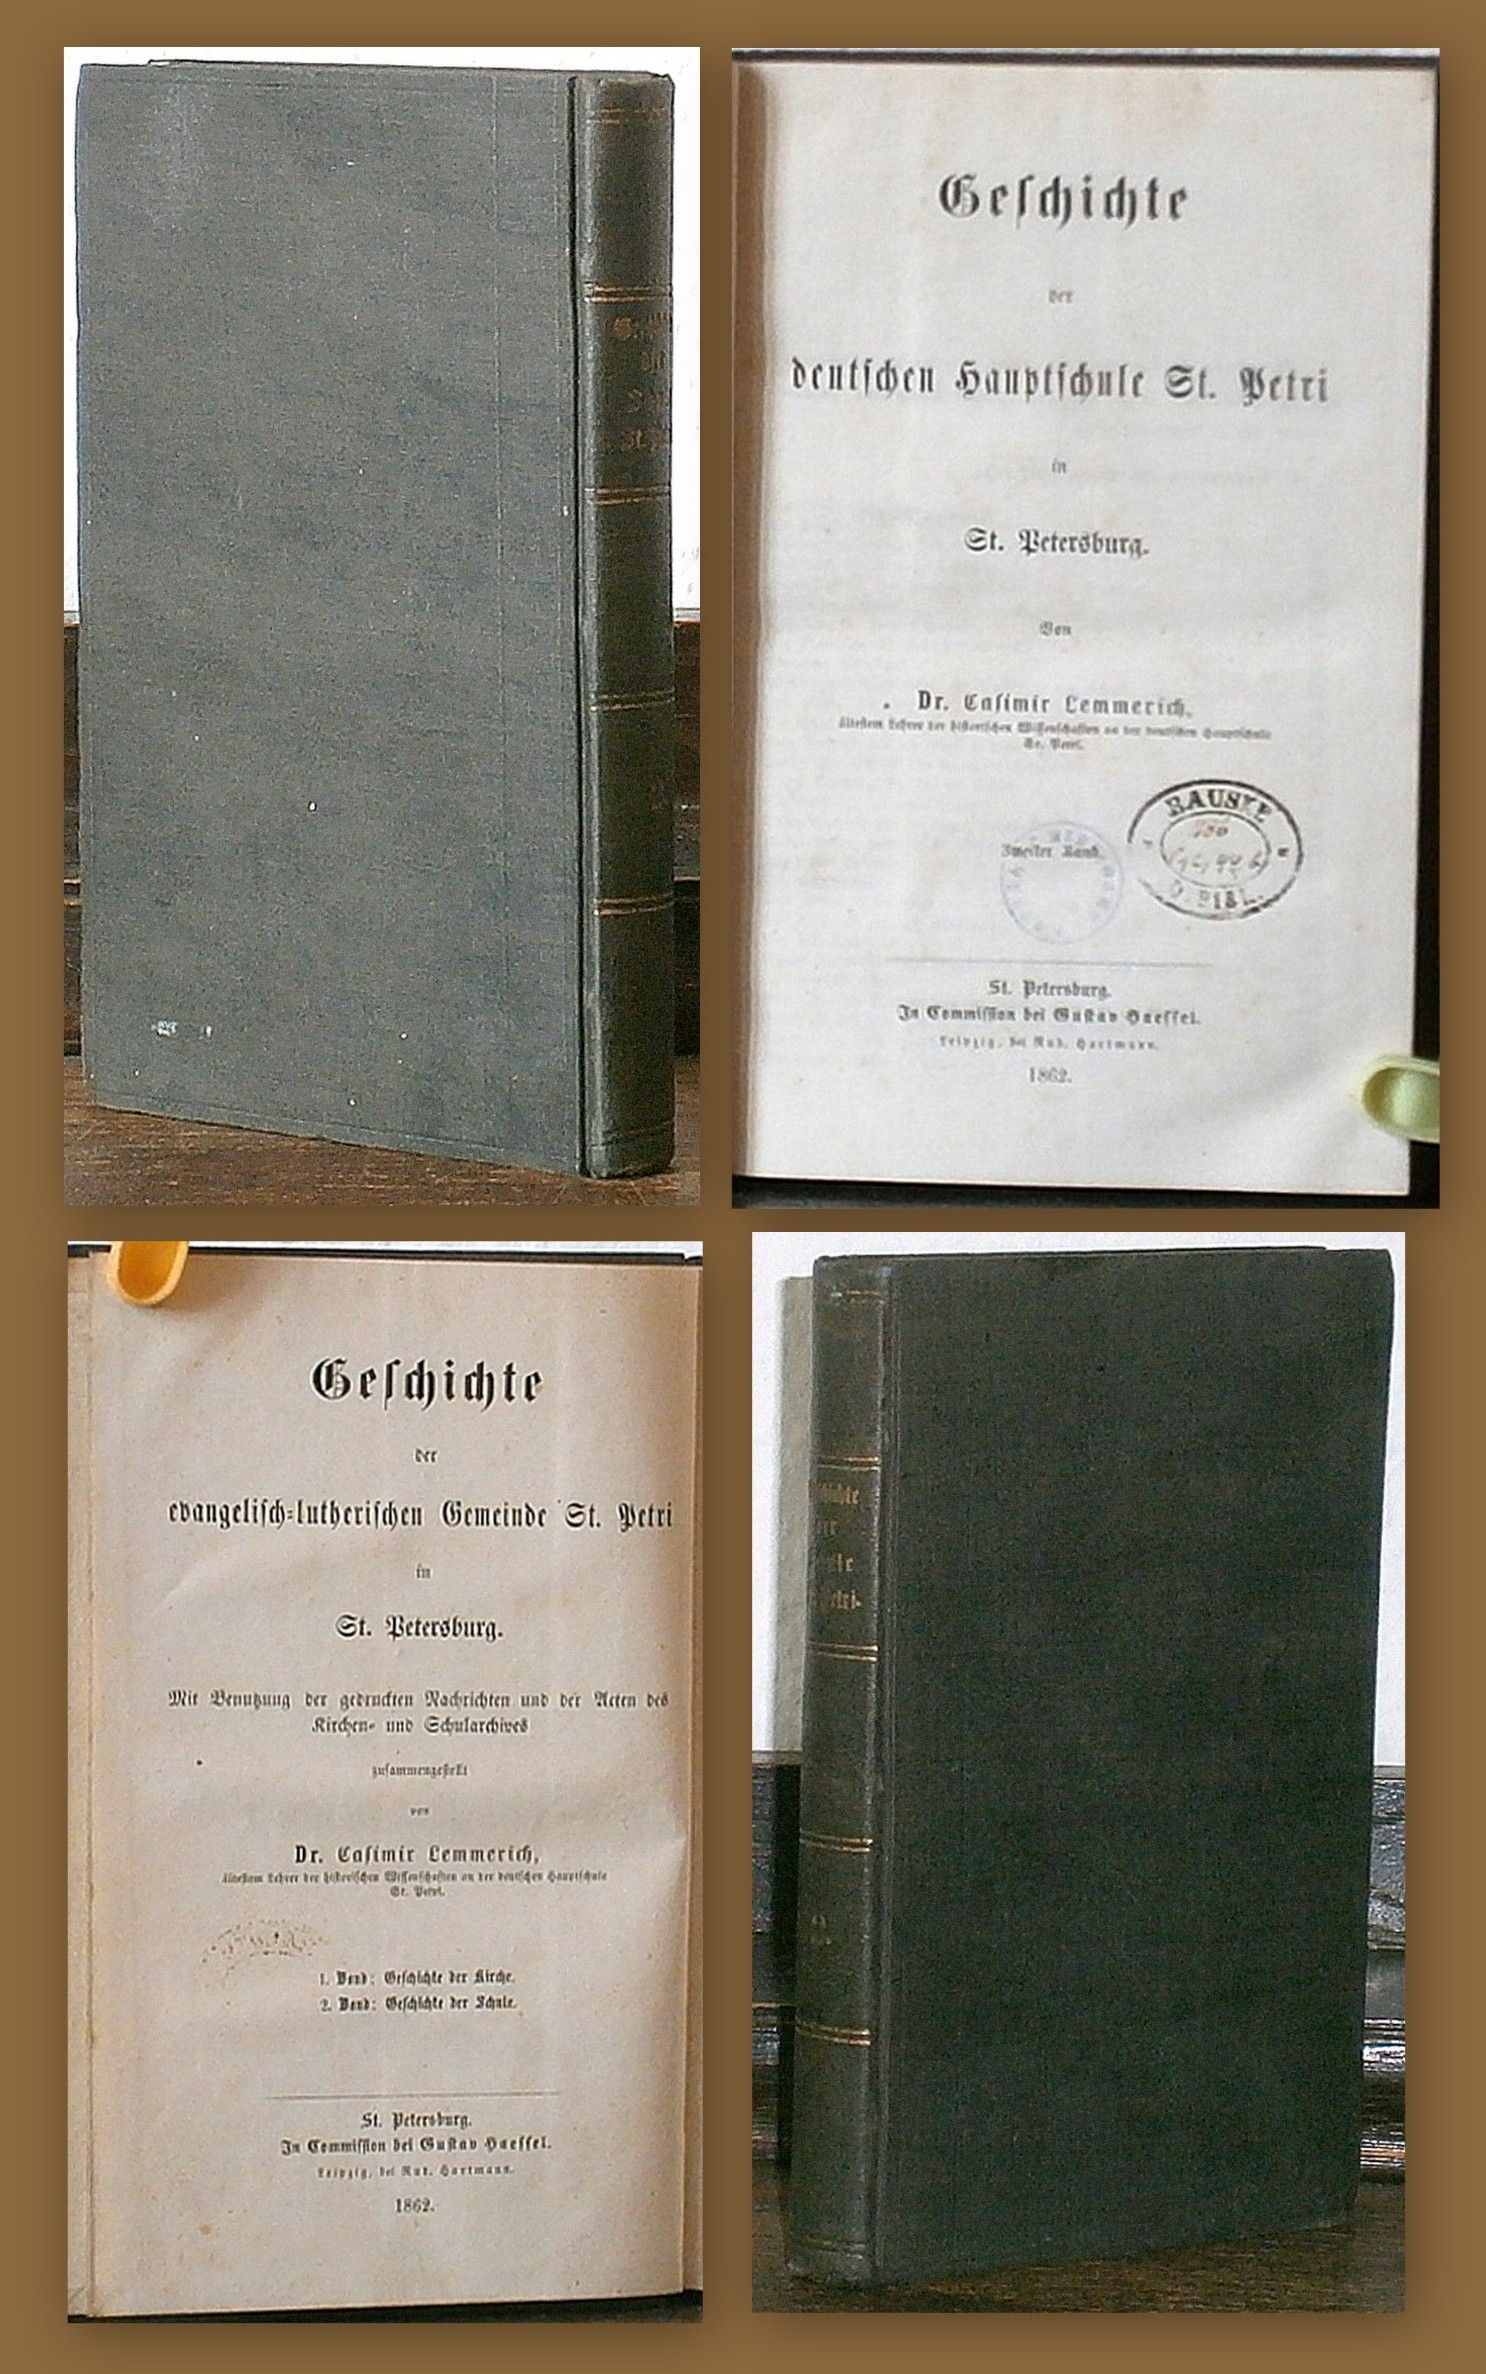 Geschichte
der
deutschen Hauptschule St. Petri
in
St. Petersburg.
Von
Dr. Casimir Lemmerich,
ältestem Lehrer der historischen Wissenschaften an der deutschen Hauptschule
St. Petri.
Zweiter Band.
BAUSKE
St. Petersburg.
In Commission bei Gustav Haessel.
Leipzig, bei Rud. Hartmann.
1862.
Geschichte
der
evangelisch-lutherischen Gemeinde St. Petri
in
St. Petersburg.
Mit Benutzung der gedruckten Nachrichten und der Acten des
Kirchen- und Schularchives
zusammengestellt
von
Dr. Casimir Lemmerich,
ältestem Lehrer der historischen Wissenschaften an der deutschen Hauptschule
St. Petri.
1. Band: Geschichte der Kirche.
2. Band: Geschichte der Schule.
St. Petersburg.
In Commission bei Gustav Haessel.
Leipzig, bei Rud. Hartmann.
1862.